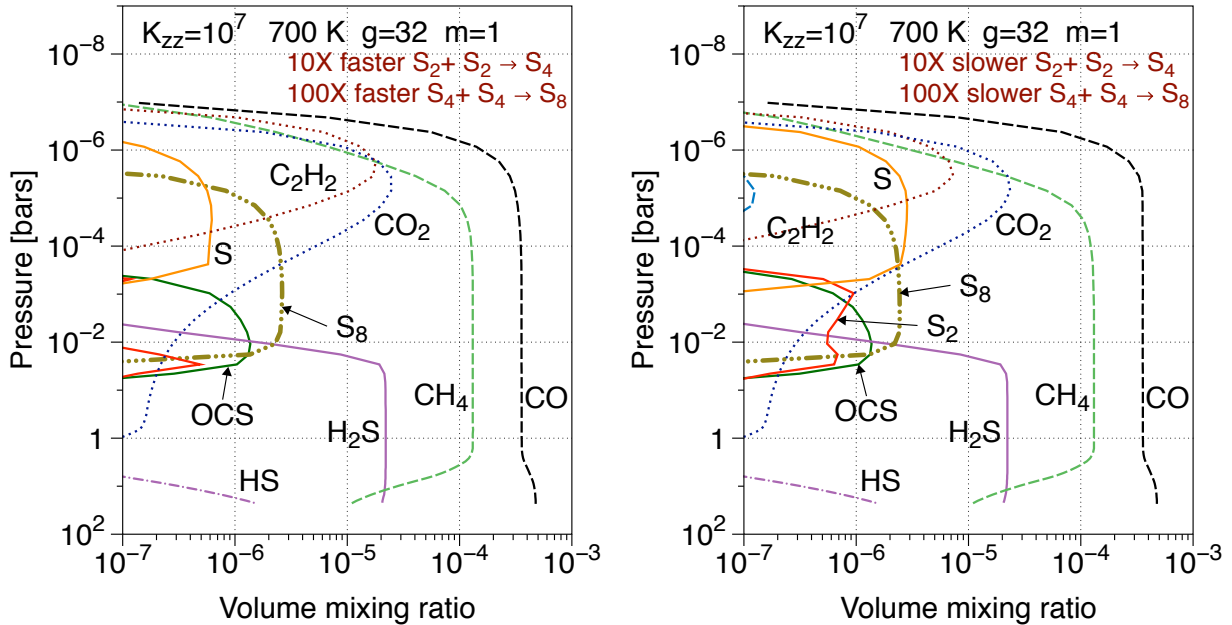 K_zz=10^7 700 K g=32 m=1
10X faster S_2+ S_2 → S_4
100X faster S_4+ S_4 → S_8
Pressure [bars]
10^-8
10^-6
10^-4
10^-2
1
10^2
C_2H_2
S
CO_2
S_8
OCS
CH_4
CO
H_2S
HS
10^-7
10^-6
10^-5
10^-4
10^-3
Volume mixing ratio
K_zz=10^7 700 K g=32 m=1
10X slower S_2+ S_2 → S_4
100X slower S_4+ S_4 → S_8
Pressure [bars]
10^-8
10^-6
10^-4
10^-2
1
10^2
S
C_2H_2
CO_2
S_8
S_2
OCS
CH_4
CO
H_2S
HS
10^-7
10^-6
10^-5
10^-4
10^-3
Volume mixing ratio